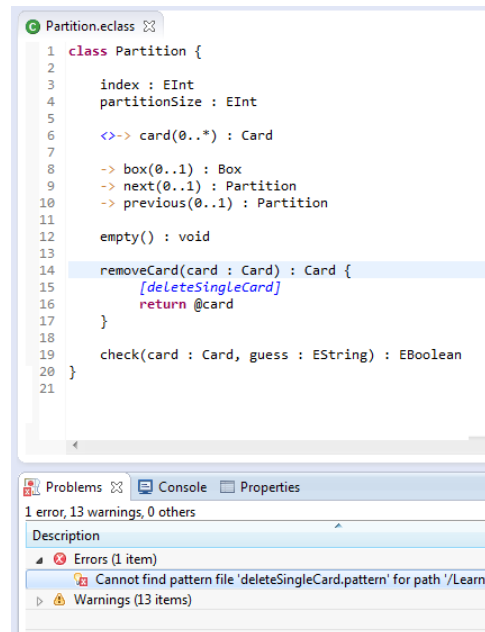 Partition.eclass
1 class Partition {
2
3 index : EInt
4 partitionSize : EInt
5
6 <>-> card(0..*) : Card
7
8 -> box(0..1) : Box
9 -> next(0..1) : Partition
10 -> previous(0..1) : Partition
11
12 empty() : void
13
14 removeCard(card : Card) : Card {
15 [deleteSingleCard]
16 return @card
17 }
18
19 check(card : Card, guess : EString) : EBoolean
20 }
21
Problems Console Properties
1 error, 13 warnings, 0 others
Description
Errors (1 item)
Cannot find pattern file 'deleteSingleCard.pattern' for path '/Learn
Warnings (13 items)